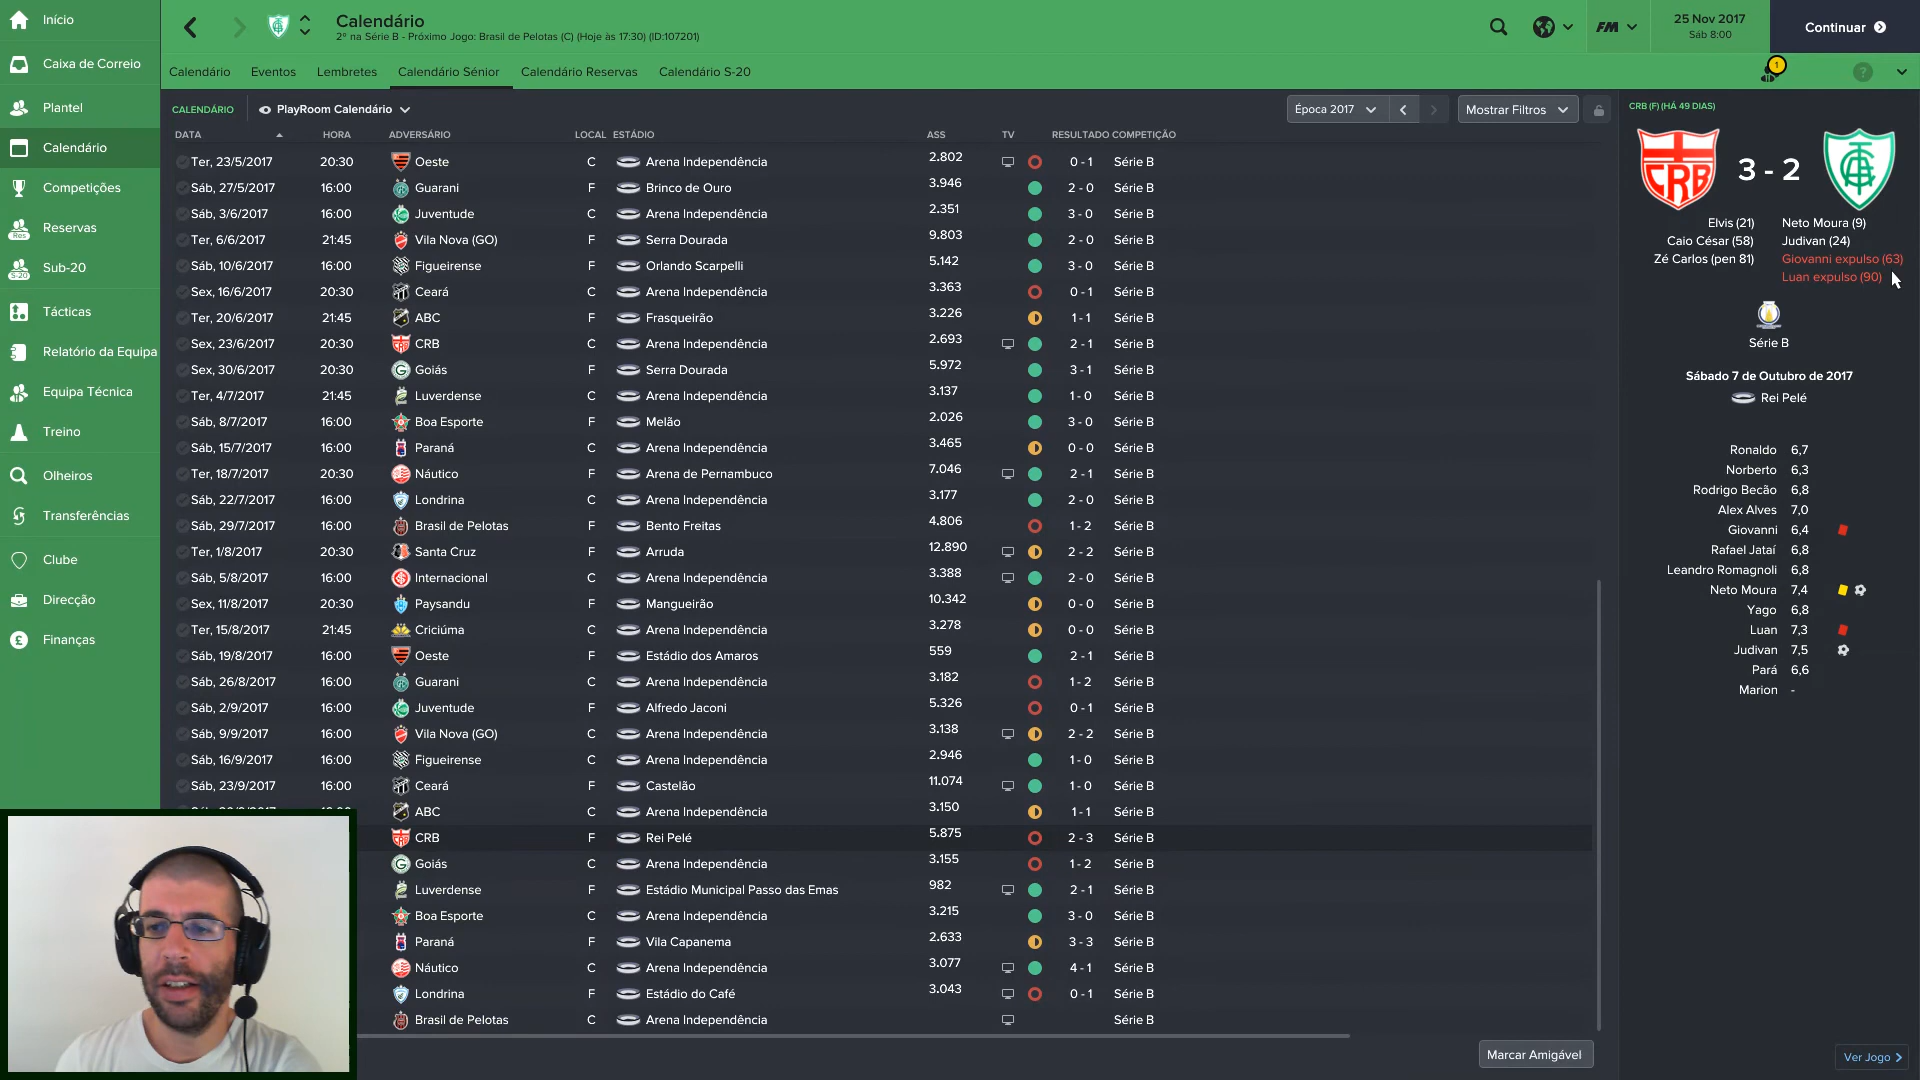 Início
Caixa de Correio
Plantel
Calendário
Competições
Reservas
Sub-20
Tácticas
Relatório da Equipa
Equipa Técnica
Treino
Olheiros
Transferências
Clube
Direcção
Finanças
Calendário
2º na Série B - Próximo Jogo: Brasil de Pelotas (C) (Hoje às 17:30) (ID:107201)
FM
25 Nov 2017
Sáb 8:00
Continuar
Calendário Eventos Lembretes Calendário Sénior Calendário Reservas Calendário S-20
1
?
CALENDÁRIO PlayRoom Calendário
Época 2017
Mostrar Filtros
DATA HORA ADVERSÁRIO LOCAL ESTÁDIO ASS TV RESULTADO COMPETIÇÃO
Ter, 23/5/2017 20:30 Oeste C Arena Independência 2.802 0 - 1 Série B
Sáb, 27/5/2017 16:00 Guarani F Brinco de Ouro 3.946 2 - 0 Série B
Sáb, 3/6/2017 16:00 Juventude C Arena Independência 2.351 3 - 0 Série B
Ter, 6/6/2017 21:45 Vila Nova (GO) F Serra Dourada 9.803 2 - 0 Série B
Sáb, 10/6/2017 16:00 Figueirense F Orlando Scarpelli 5.142 3 - 0 Série B
Sex, 16/6/2017 20:30 Ceará C Arena Independência 3.363 0 - 1 Série B
Ter, 20/6/2017 21:45 ABC F Frasqueirão 3.226 1 - 1 Série B
Sex, 23/6/2017 20:30 CRB C Arena Independência 2.693 2 - 1 Série B
Sex, 30/6/2017 20:30 Goiás F Serra Dourada 5.972 3 - 1 Série B
Ter, 4/7/2017 21:45 Luverdense C Arena Independência 3.137 1 - 0 Série B
Sáb, 8/7/2017 16:00 Boa Esporte F Melão 2.026 3 - 0 Série B
Sáb, 15/7/2017 16:00 Paraná C Arena Independência 3.465 0 - 0 Série B
Ter, 18/7/2017 20:30 Náutico F Arena de Pernambuco 7.046 2 - 1 Série B
Sáb, 22/7/2017 16:00 Londrina C Arena Independência 3.177 2 - 0 Série B
Sáb, 29/7/2017 16:00 Brasil de Pelotas F Bento Freitas 4.806 1 - 2 Série B
Ter, 1/8/2017 20:30 Santa Cruz F Arruda 12.890 2 - 2 Série B
Sáb, 5/8/2017 16:00 Internacional C Arena Independência 3.388 2 - 0 Série B
Sex, 11/8/2017 20:30 Paysandu F Mangueirão 10.342 0 - 0 Série B
Ter, 15/8/2017 21:45 Criciúma C Arena Independência 3.278 0 - 0 Série B
Sáb, 19/8/2017 16:00 Oeste F Estádio dos Amaros 559 2 - 1 Série B
Sáb, 26/8/2017 16:00 Guarani C Arena Independência 3.182 1 - 2 Série B
Sáb, 2/9/2017 16:00 Juventude F Alfredo Jaconi 5.326 0 - 1 Série B
Sáb, 9/9/2017 16:00 Vila Nova (GO) C Arena Independência 3.138 2 - 2 Série B
Sáb, 16/9/2017 16:00 Figueirense C Arena Independência 2.946 1 - 0 Série B
Sáb, 23/9/2017 16:00 Ceará F Castelão 11.074 1 - 0 Série B
ABC C Arena Independência 3.150 1 - 1 Série B
CRB F Rei Pelé 5.875 2 - 3 Série B
Goiás C Arena Independência 3.155 1 - 2 Série B
Luverdense F Estádio Municipal Passo das Emas 982 2 - 1 Série B
Boa Esporte C Arena Independência 3.215 3 - 0 Série B
Paraná F Vila Capanema 2.633 3 - 3 Série B
Náutico C Arena Independência 3.077 4 - 1 Série B
Londrina F Estádio do Café 3.043 0 - 1 Série B
Brasil de Pelotas C Arena Independência Série B
Marcar Amigável
CRB (F) (HÁ 49 DIAS)
CRB 3 - 2
Elvis (21) Neto Moura (9)
Caio César (58) Judivan (24)
Zé Carlos (pen 81) Giovanni expulso (63)
Luan expulso (90)
Série B
Sábado 7 de Outubro de 2017
Rei Pelé
Ronaldo 6,7
Norberto 6,3
Rodrigo Becão 6,8
Alex Alves 7,0
Giovanni 6,4
Rafael Jataí 6,8
Leandro Romagnoli 6,8
Neto Moura 7,4
Yago 6,8
Luan 7,3
Judivan 7,5
Pará 6,6
Marion -
Ver Jogo